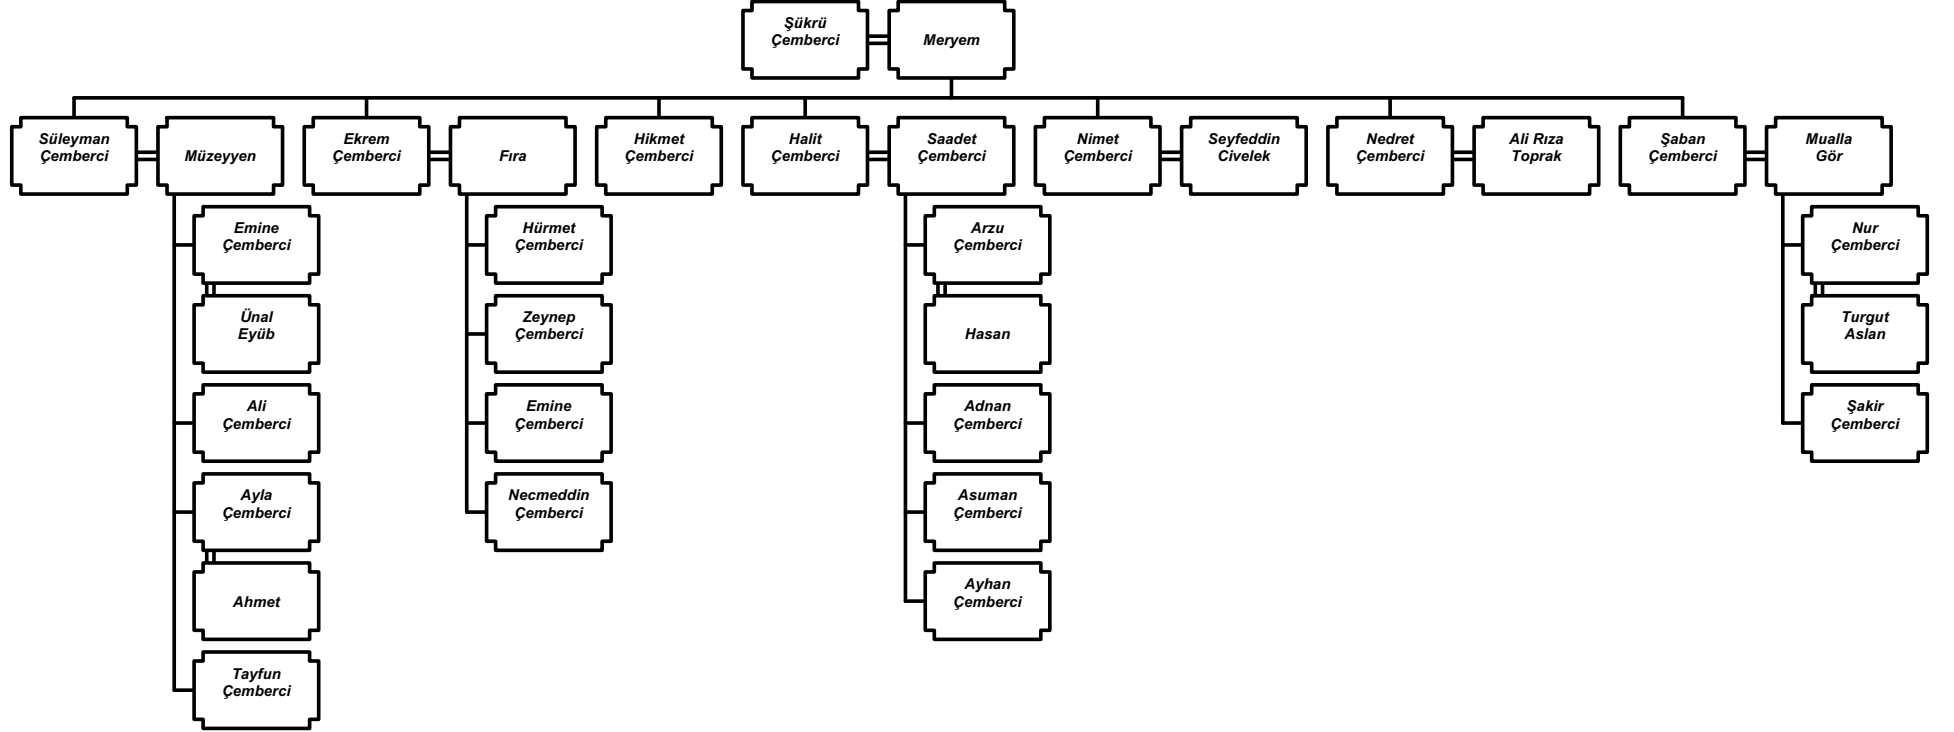 Şükrü
Çemberci
Meryem
Süleyman
Çemberci
Müzeyyen
Ekrem
Çemberci
Fıra
Hikmet
Çemberci
Halit
Çemberci
Saadet
Çemberci
Nimet
Çemberci
Seyfeddin
Civelek
Nedret
Çemberci
Ali Rıza
Toprak
Şaban
Çemberci
Mualla
Gör
Emine
Çemberci
Ünal
Eyüb
Ali
Çemberci
Ayla
Çemberci
Ahmet
Tayfun
Çemberci
Hürmet
Çemberci
Zeynep
Çemberci
Emine
Çemberci
Necmeddin
Çemberci
Arzu
Çemberci
Hasan
Adnan
Çemberci
Asuman
Çemberci
Ayhan
Çemberci
Nur
Çemberci
Turgut
Aslan
Şakir
Çemberci